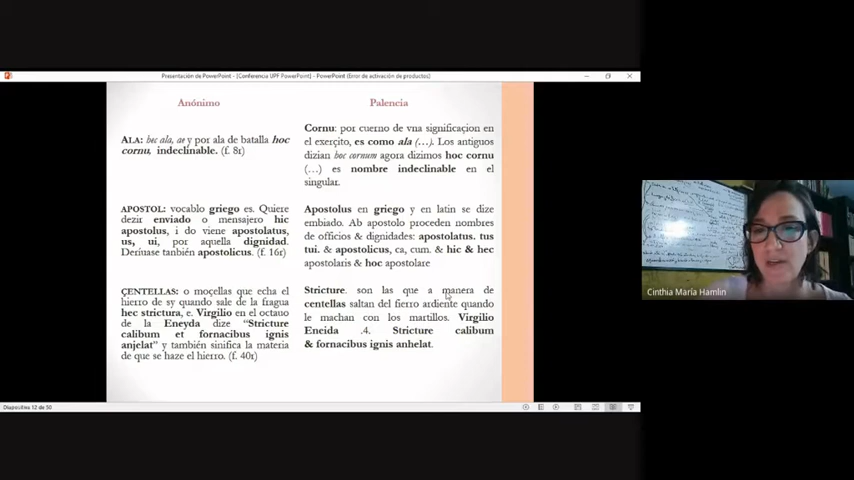 Presentación de PowerPoint - [Conferencia UPF PowerPoint] - PowerPoint (Error de activación de productos)
Anónimo
ALA: hec ala, ae y por ala de batalla hoc
cornu, indeclinable. (f. 8r)
APOSTOL: vocablo griego es. Quiere
dezir enviado o mensajero hic
apostolus, i do viene apostolatus,
us, ui, por aquella dignidad.
Deríuase tanbién apostolicus. (f. 16r)
ÇENTELLAS: o moçellas que echa el
hierro de sy quando sale de la fragua
hec strictura, e. Virgilio en el octauo
de la Eneyda dize “Stricture
calibum et fornacibus ignis
anjelat” y también sinifica la materia
de que se haze el hierro. (f. 40r)
Palencia
Cornu: por cuerno de vna significaçion en
el exerçito, es como ala (…). Los antiguos
dizian hoc cornum agora dizimos hoc cornu
(…) es nombre indeclinable en el
singular.
Apostolus en griego y en latin se dize
embiado. Ab apostolo proceden nombres
de officios & dignidades: apostolatus. tus
tui. & apostolicus, ca, cum. & hic & hec
apostolaris & hoc apostolare
Stricture. son las que a manera de
centellas saltan del fierro ardiente quando
le machan con los martillos. Virgilio
Eneida .4. Stricture calibum
& fornacibus ignis anhelat.
Diapositiva 12 de 50
Cinthia María Hamlin